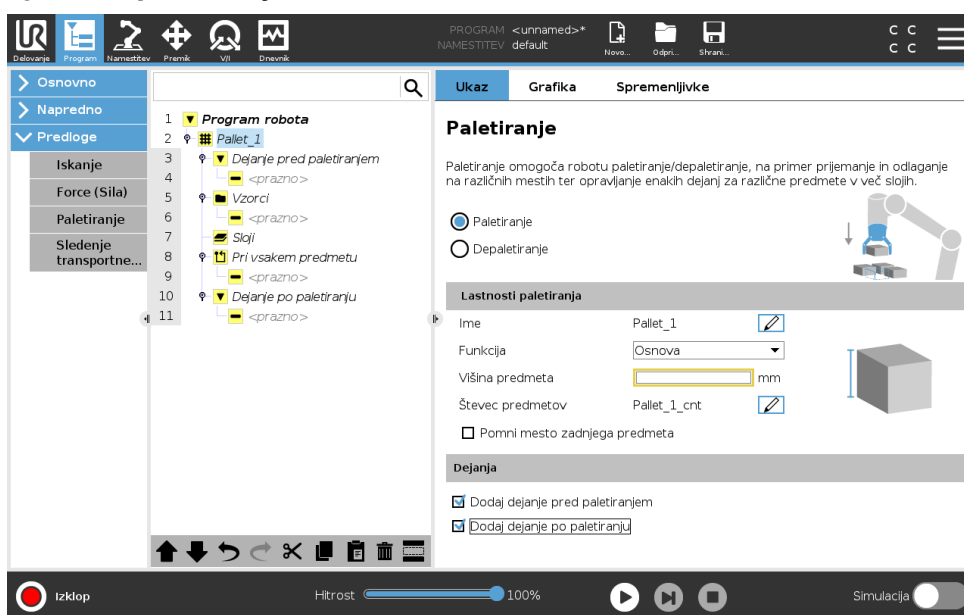 PROGRAM <unnamed>*
NAMESTITEV default
UR
Delovanje
Program
Namestitev
Premik
V/I
Dnevnik
Novo...
Odpri...
Shrani...
C C
C C
Osnovno
Napredno
Predloge
Iskanje
Force (Sila)
Paletiranje
Sledenje
transportne...
1 Program robota
2 Pallet_1
3 Dejanje pred paletiranjem
4 <prazno>
5 Vzorci
6 <prazno>
7 Sloji
8 Pri vsakem predmetu
9 <prazno>
10 Dejanje po paletiranju
11 <prazno>
Ukaz Grafika Spremenljivke
Paletiranje
Paletiranje omogoča robotu paletiranje/depaletiranje, na primer prijemanje in odlaganje
na različnih mestih ter opravljanje enakih dejanj za različne predmete v več slojih.
Paletiranje
Depaletiranje
Lastnosti paletiranja
Ime Pallet_1
Funkcija Osnova
Višina predmeta mm
Števec predmetov Pallet_1_cnt
Pomni mesto zadnjega predmeta
Dejanja
Dodaj dejanje pred paletiranjem
Dodaj dejanje po paletiranju
Izklop
Hitrost 100%
Simulacija